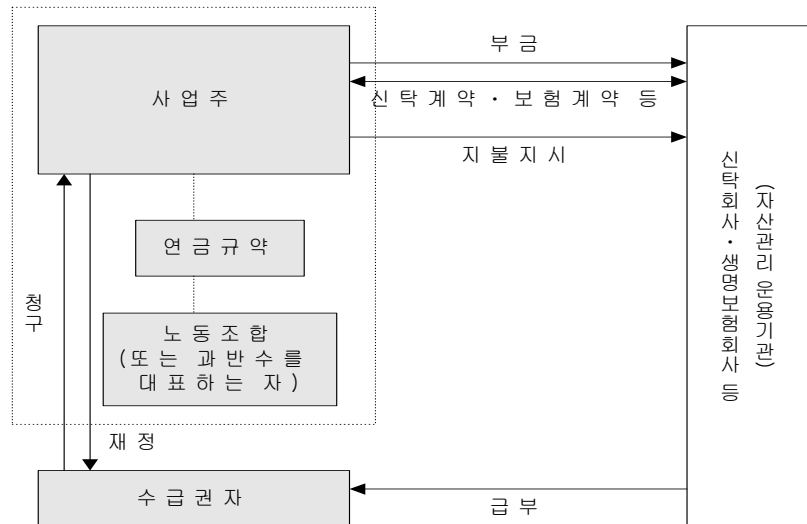 부금
사업주
신탁계약・보험계약 등
지불지시
연금규약
노동조합
(또는 과반수를
대표하는 자)
청구
재정
수급권자
급부
신탁회사・생명보험회사 등
(자산관리 운용기관)